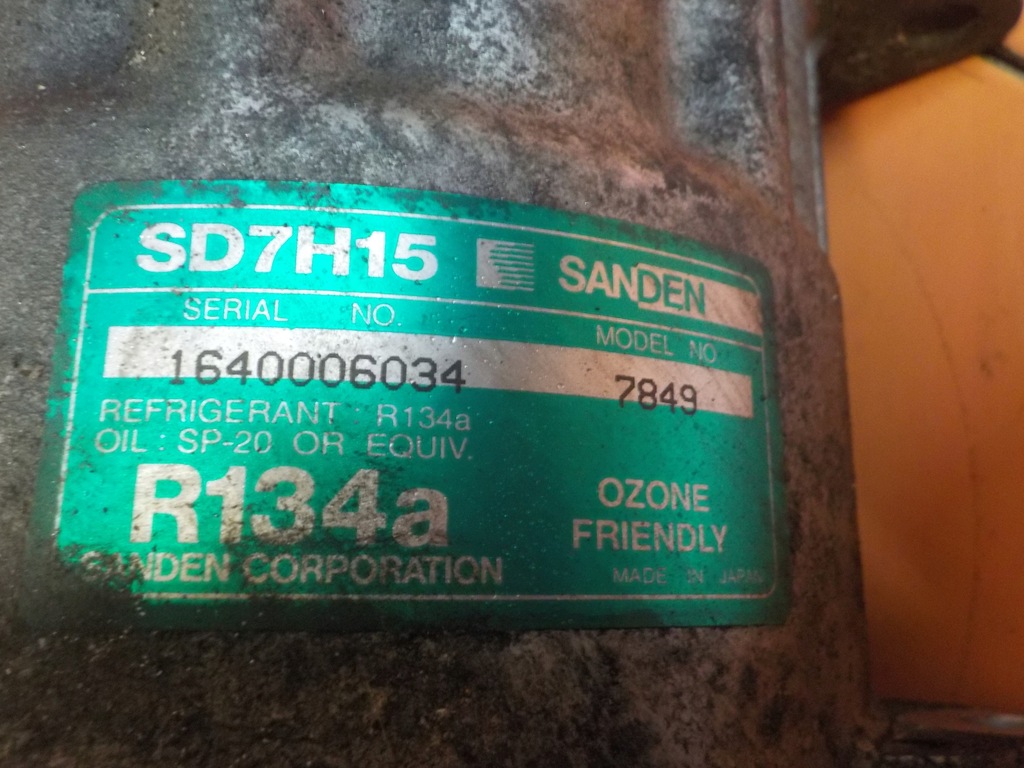 SD7H15 SANDEN
SERIAL NO. MODEL NO.
1640006034 7849
REFRIGERANT R134a
OIL : SP-20 OR EQUIV.
R134a
OZONE
FRIENDLY
SANDEN CORPORATION
MADE IN JAPAN